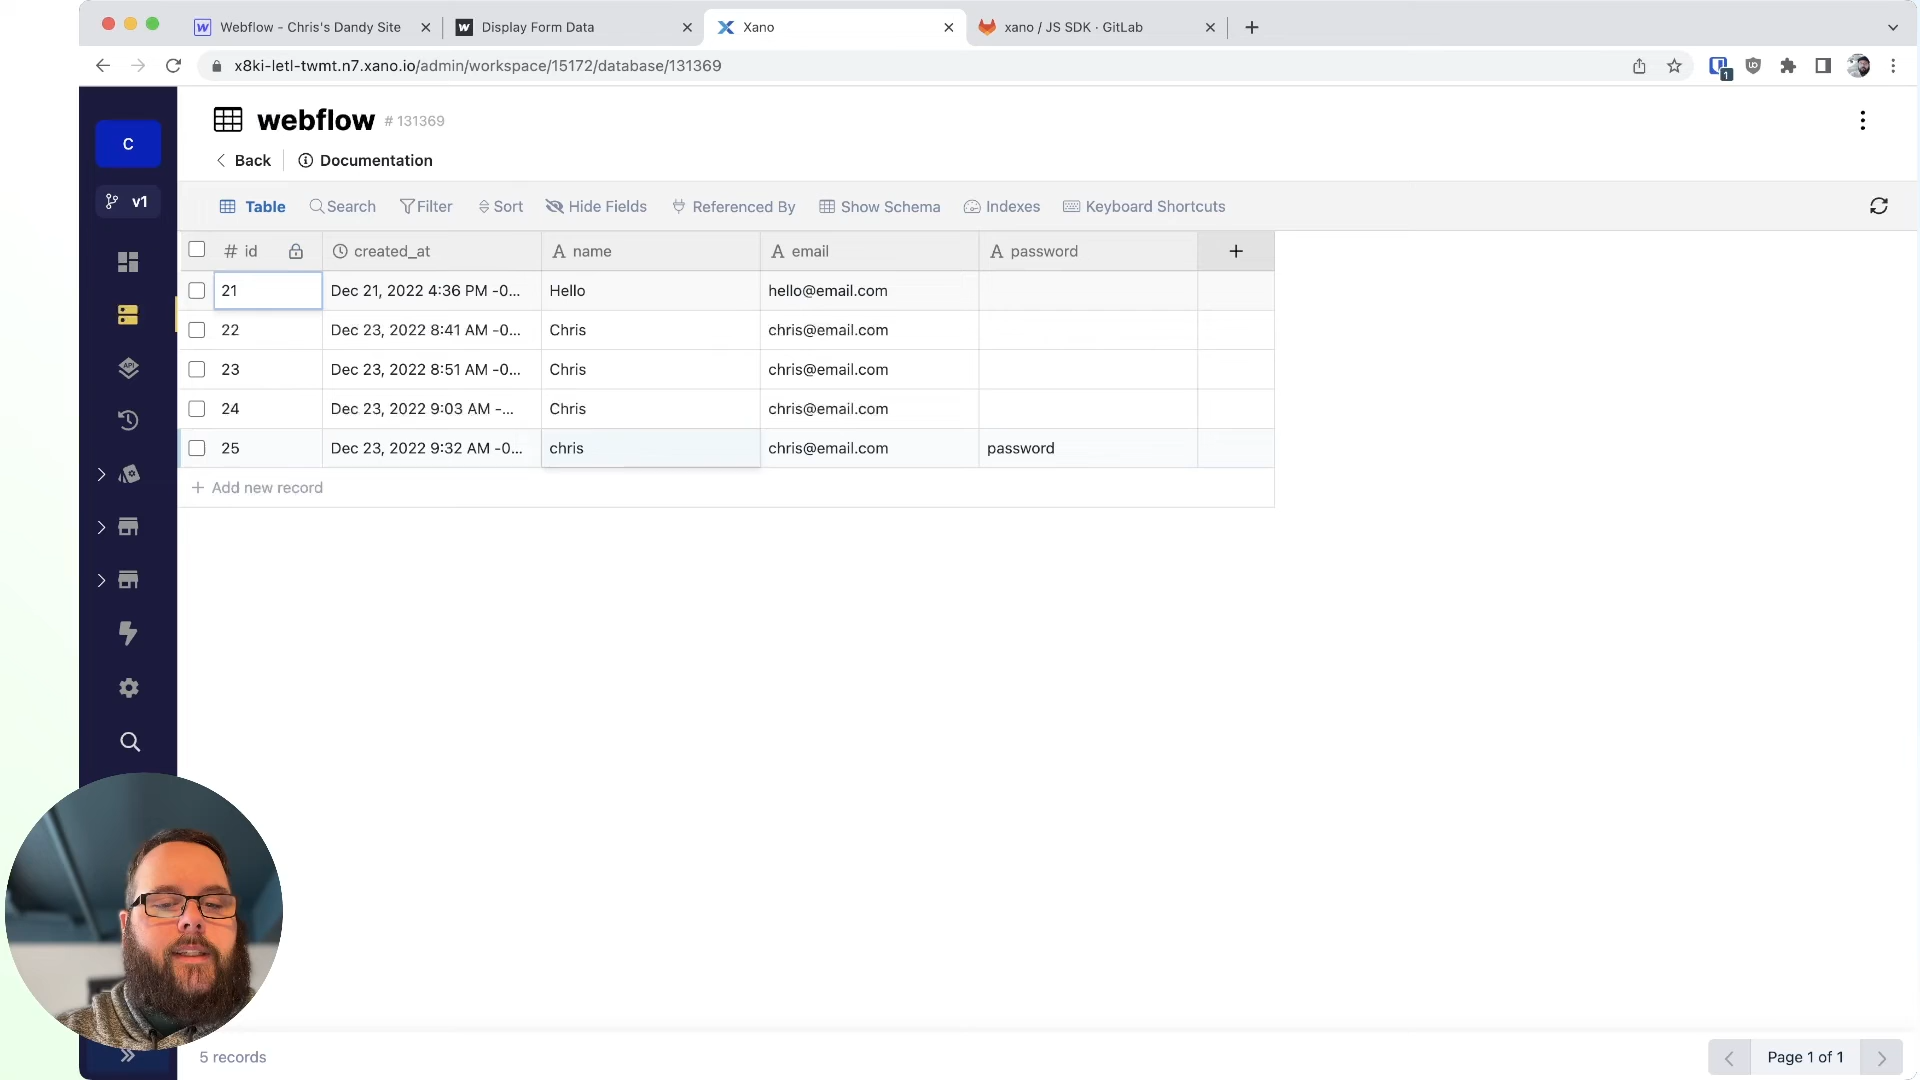 Webflow - Chris's Dandy Site
Display Form Data
Xano
xano / JS SDK · GitLab
x8ki-letl-twmt.n7.xano.io/admin/workspace/15172/database/131369
1
C
v1
webflow # 131369
Back
Documentation
Table Search Filter Sort Hide Fields Referenced By Show Schema Indexes Keyboard Shortcuts
# id created_at A name A email A password
21 Dec 21, 2022 4:36 PM -0... Hello hello@email.com
22 Dec 23, 2022 8:41 AM -0... Chris chris@email.com
23 Dec 23, 2022 8:51 AM -0... Chris chris@email.com
24 Dec 23, 2022 9:03 AM -... Chris chris@email.com
25 Dec 23, 2022 9:32 AM -0... chris chris@email.com password
+ Add new record
5 records
Page 1 of 1